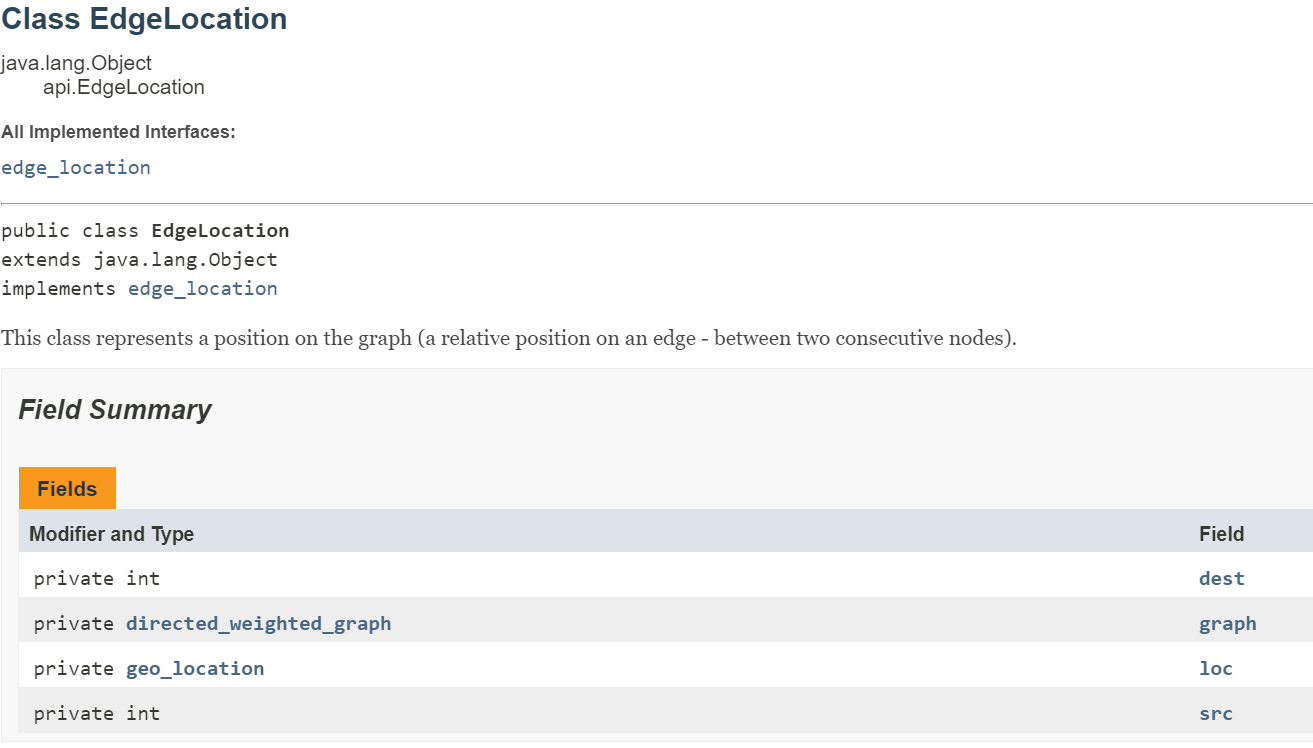 Class EdgeLocation
java.lang.Object
api.EdgeLocation
All Implemented Interfaces:
edge_location
public class EdgeLocation
extends java.lang.Object
implements edge_location
This class represents a position on the graph (a relative position on an edge - between two consecutive nodes).
Field Summary
Fields
Modifier and Type Field
private int dest
private directed_weighted_graph graph
private geo_location loc
private int src